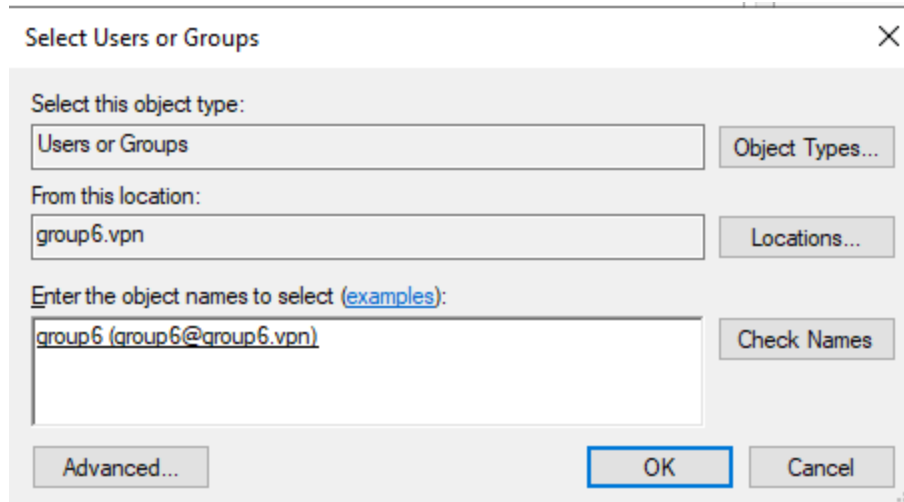 Select Users or Groups
Select this object type:
Users or Groups
Object Types...
From this location:
group6.vpn
Locations...
Enter the object names to select (examples):
group6 (group6@group6.vpn)
Check Names
Advanced...
OK
Cancel